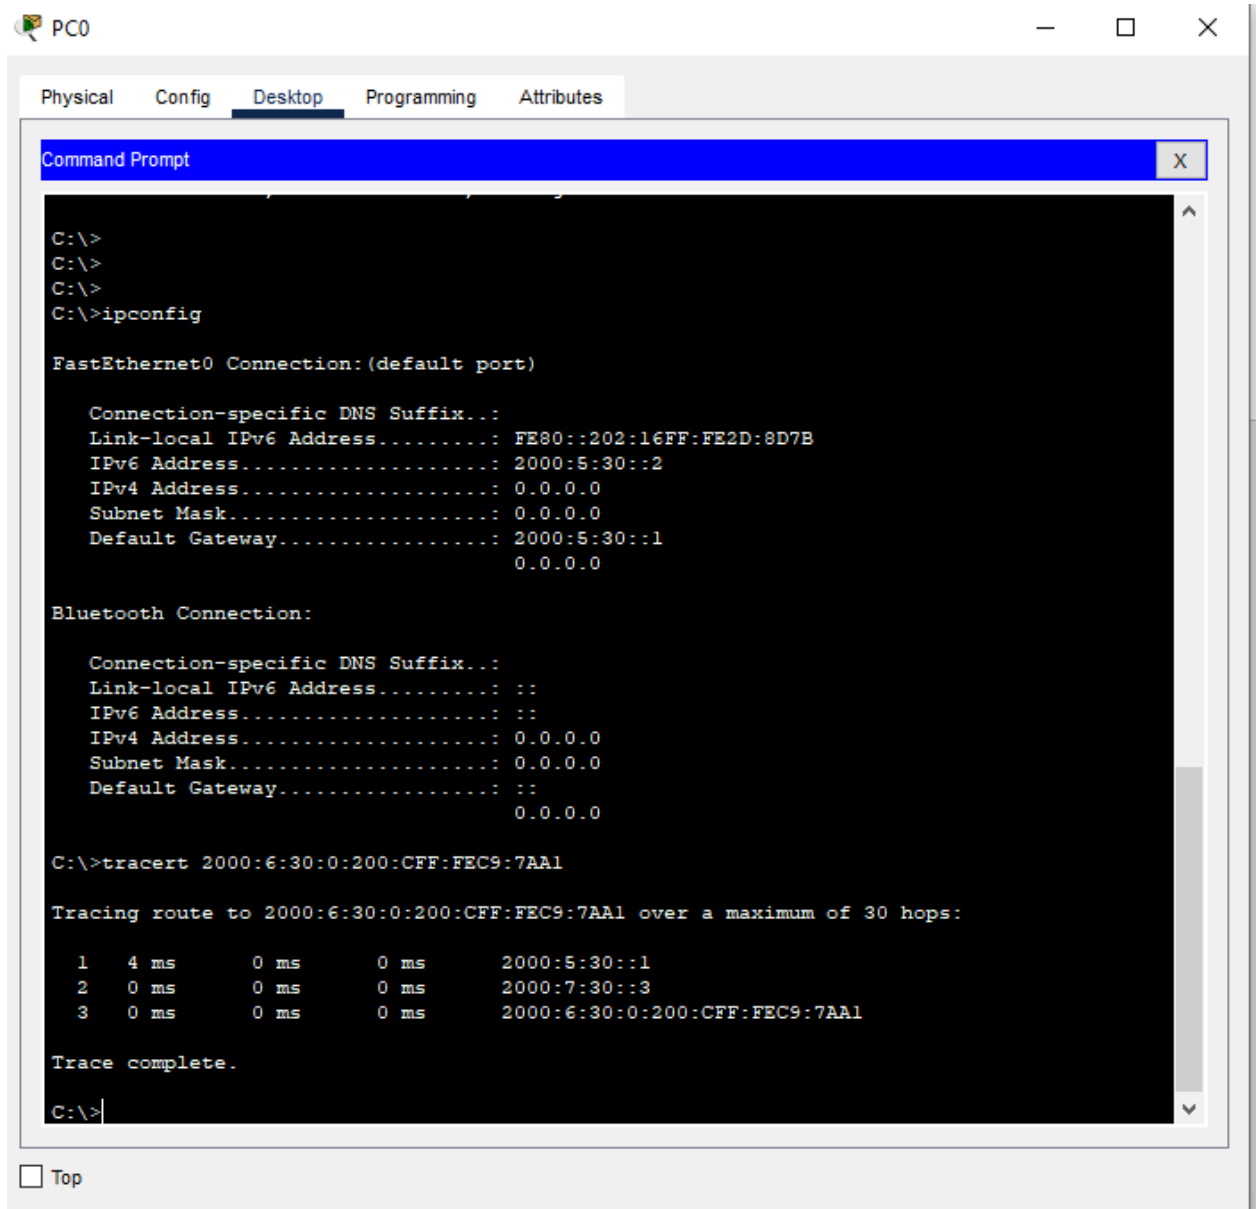 PC0
Physical Config Desktop Programming Attributes
Command Prompt X
C:\>
C:\>
C:\>
C:\>ipconfig
FastEthernet0 Connection:(default port)
Connection-specific DNS Suffix..:
Link-local IPv6 Address.........: FE80::202:16FF:FE2D:8D7B
IPv6 Address....................: 2000:5:30::2
IPv4 Address....................: 0.0.0.0
Subnet Mask.....................: 0.0.0.0
Default Gateway.................: 2000:5:30::1
0.0.0.0
Bluetooth Connection:
Connection-specific DNS Suffix..:
Link-local IPv6 Address.........: ::
IPv6 Address....................: ::
IPv4 Address....................: 0.0.0.0
Subnet Mask.....................: 0.0.0.0
Default Gateway.................: ::
0.0.0.0
C:\>tracert 2000:6:30:0:200:CFF:FEC9:7AA1
Tracing route to 2000:6:30:0:200:CFF:FEC9:7AA1 over a maximum of 30 hops:
1 4 ms 0 ms 0 ms 2000:5:30::1
2 0 ms 0 ms 0 ms 2000:7:30::3
3 0 ms 0 ms 0 ms 2000:6:30:0:200:CFF:FEC9:7AA1
Trace complete.
C:\>
Top